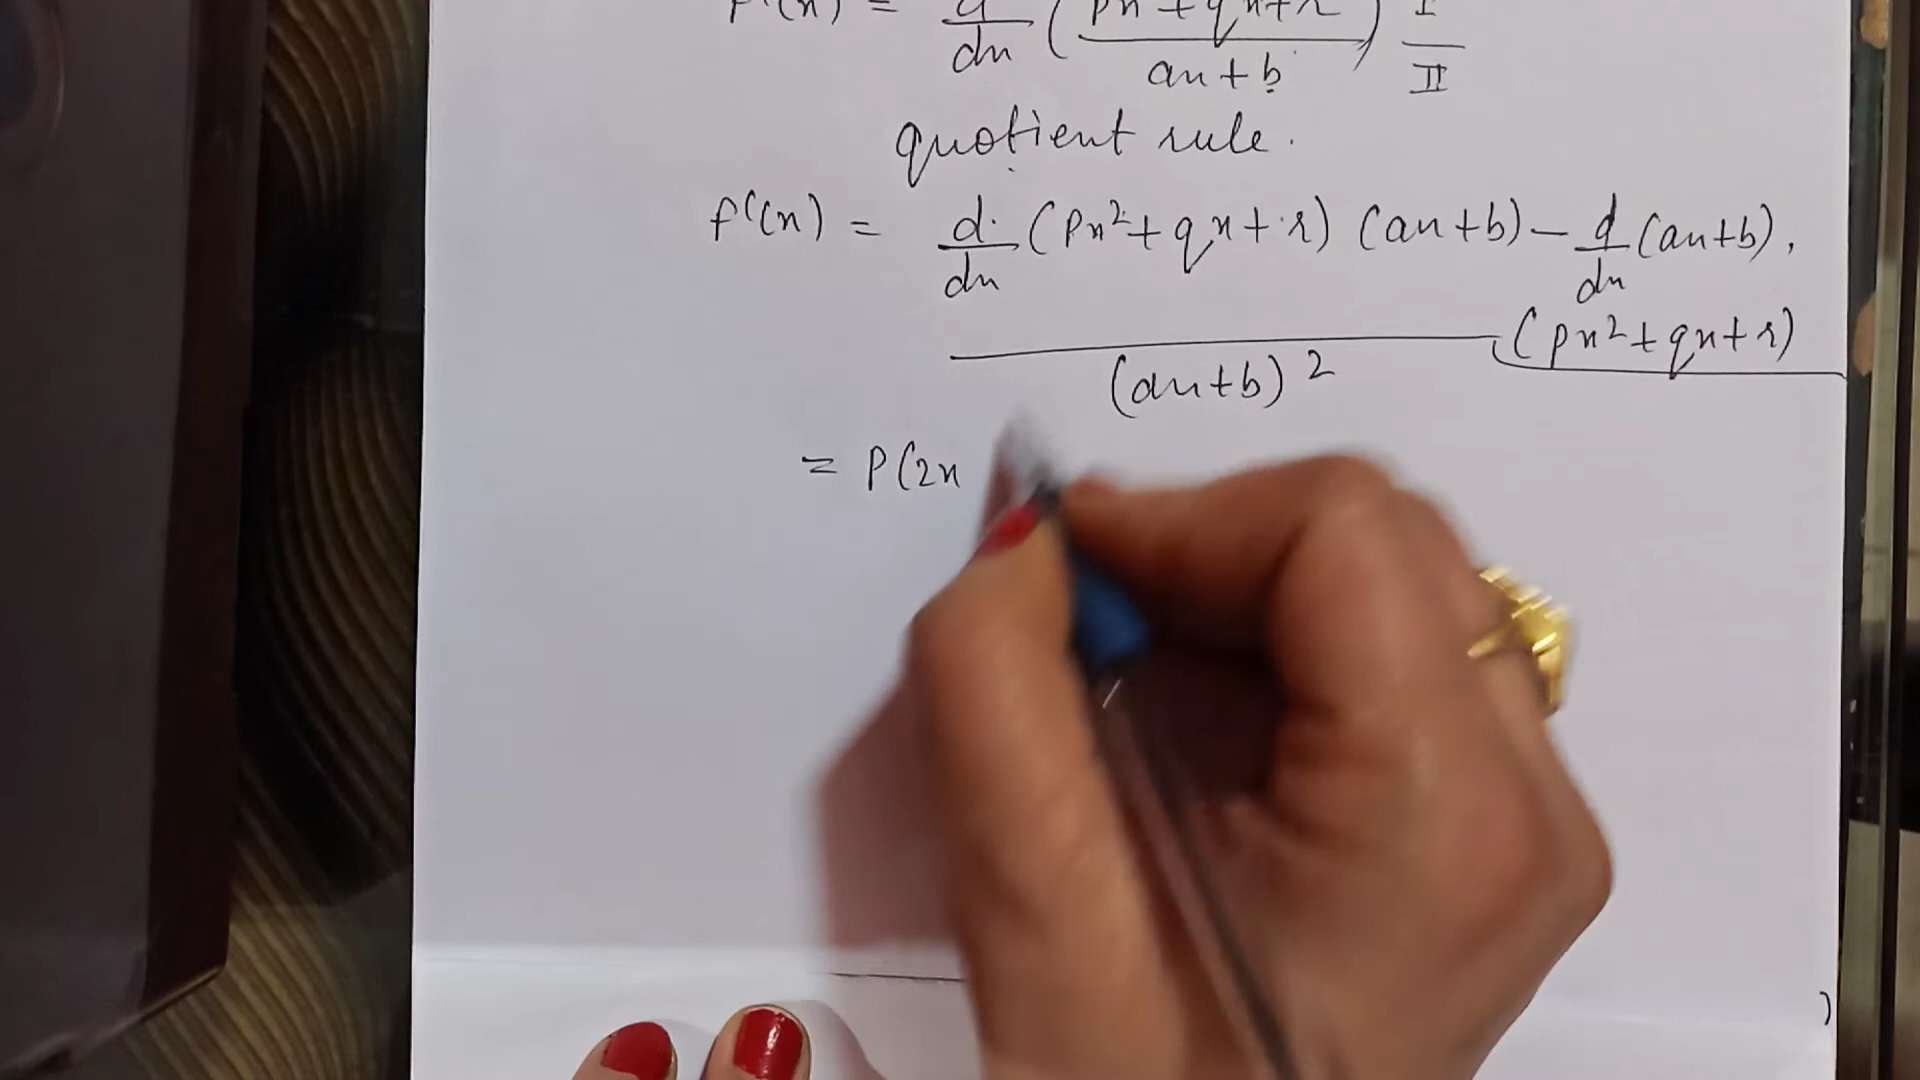 f'(x) = d/dx (px² + qx + r / ax + b) I/II
quotient rule.
f'(x) = d/dx (px² + qx + r) (ax + b) - d/dx (ax + b).
(px² + qx + r)
(ax + b)²
= P(2x
)